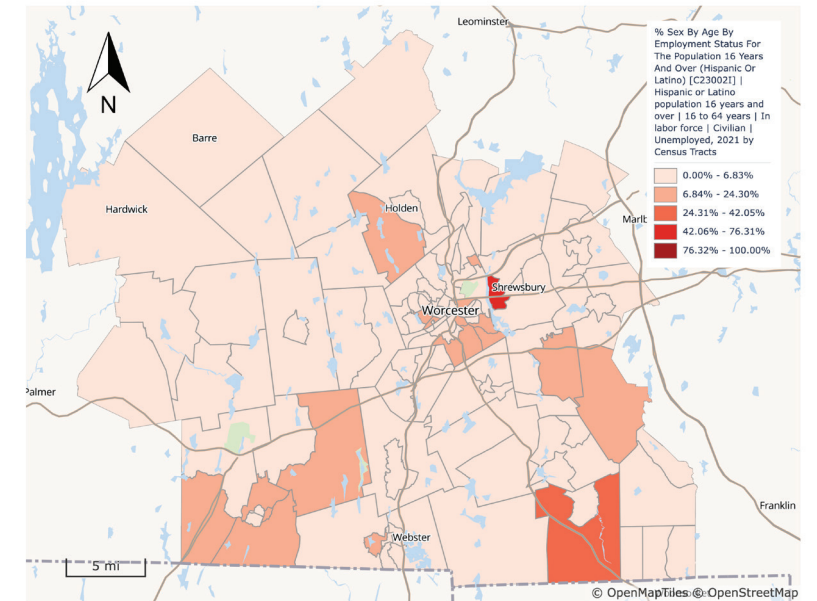 Leominster
% Sex By Age By
Employment Status For
The Population 16 Years
And Over (Hispanic Or
Latino) [C23002I] |
Hispanic or Latino
population 16 years and
over | 16 to 64 years | In
labor force | Civilian |
Unemployed, 2021 by
Census Tracts
0.00% - 6.83%
6.84% - 24.30%
24.31% - 42.05%
42.06% - 76.31%
76.32% - 100.00%
N
Barre
Hardwick
Holden
Marlb
Shrewsbury
Worcester
Palmer
Franklin
Webster
5 mi
© OpenMapTiles © OpenStreetMap